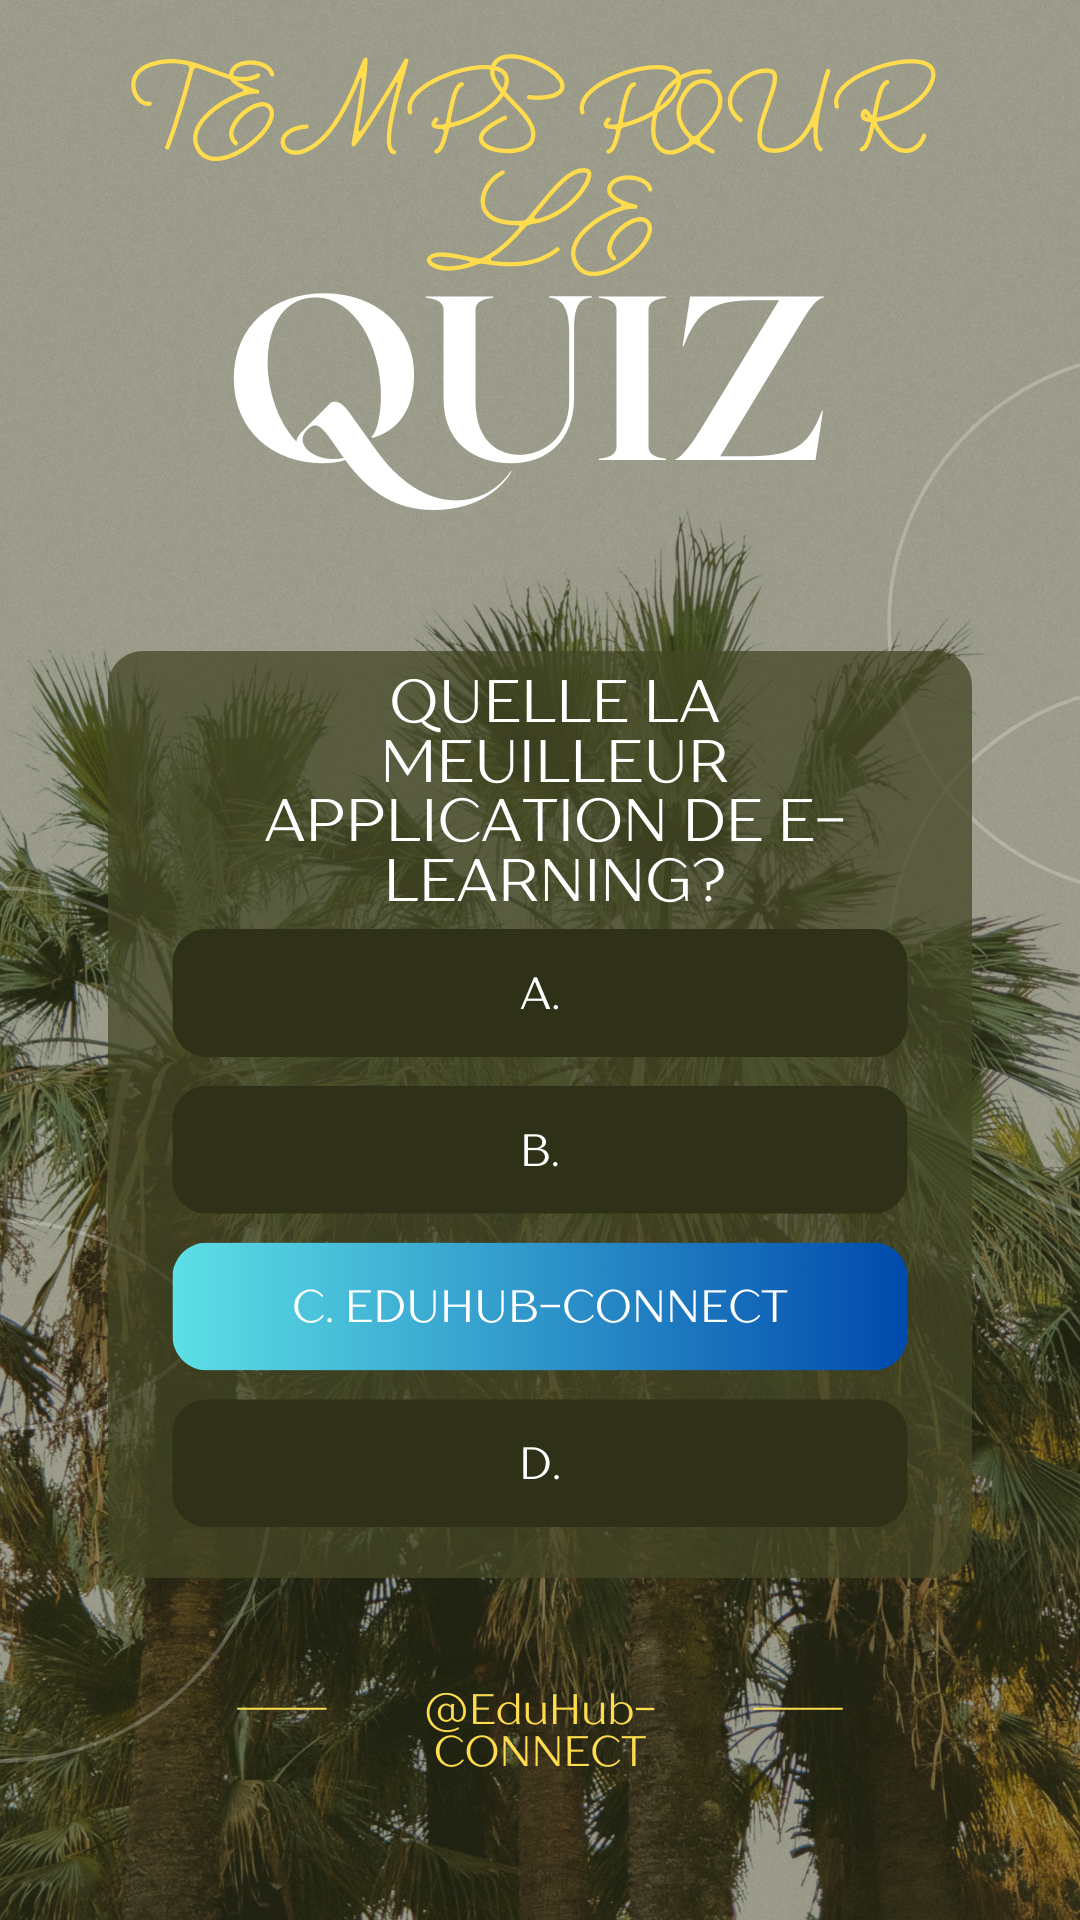 TEMPS POUR
LE
QUIZ
QUELLE LA
MEUILLEUR
APPLICATION DE E-
LEARNING?
A.
B.
C. EDUHUB-CONNECT
D.
@EduHub-
CONNECT